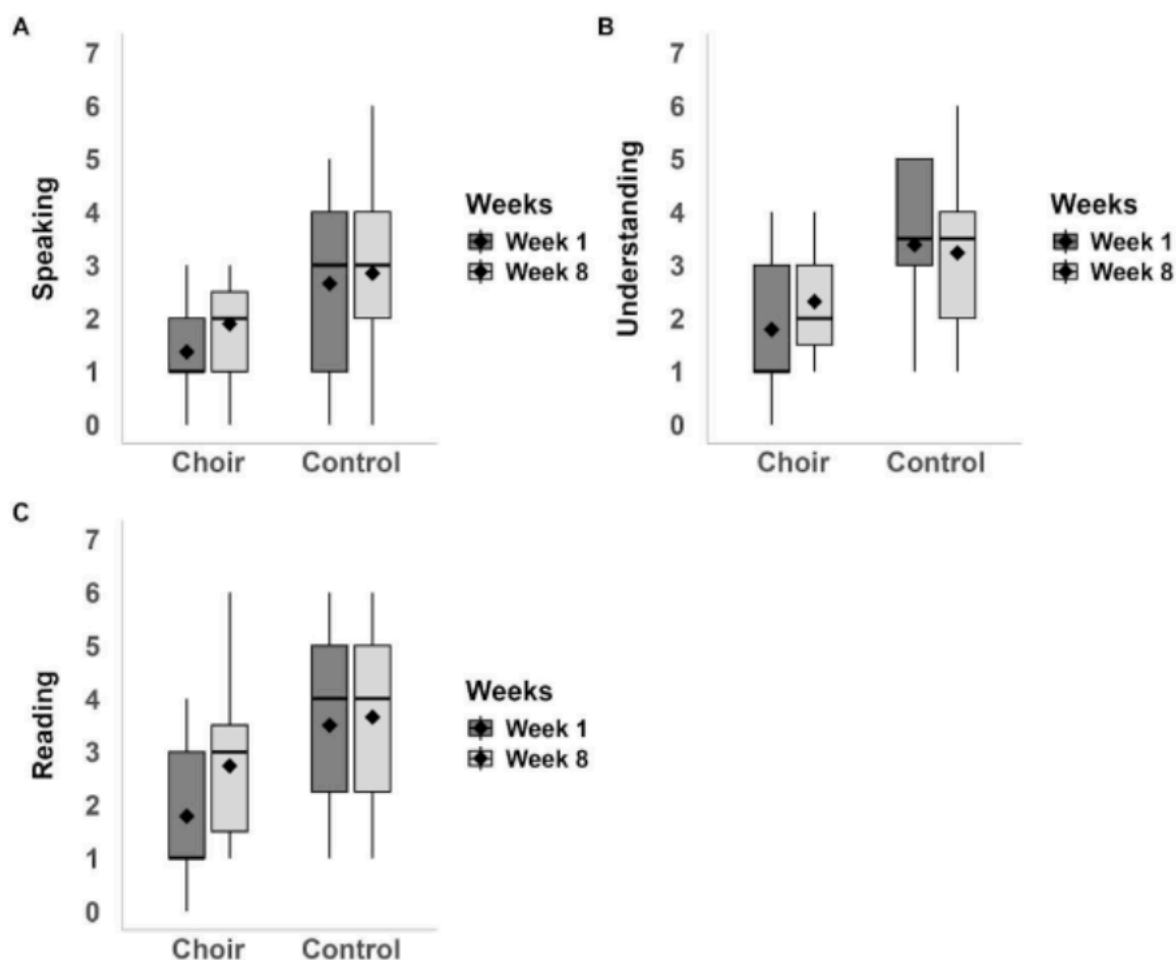 A
7
6
5
4
3
2
1
0
Speaking
Choir Control
Weeks
Week 1
Week 8
B
7
6
5
4
3
2
1
0
Understanding
Choir Control
Weeks
Week 1
Week 8
C
7
6
5
4
3
2
1
0
Reading
Choir Control
Weeks
Week 1
Week 8